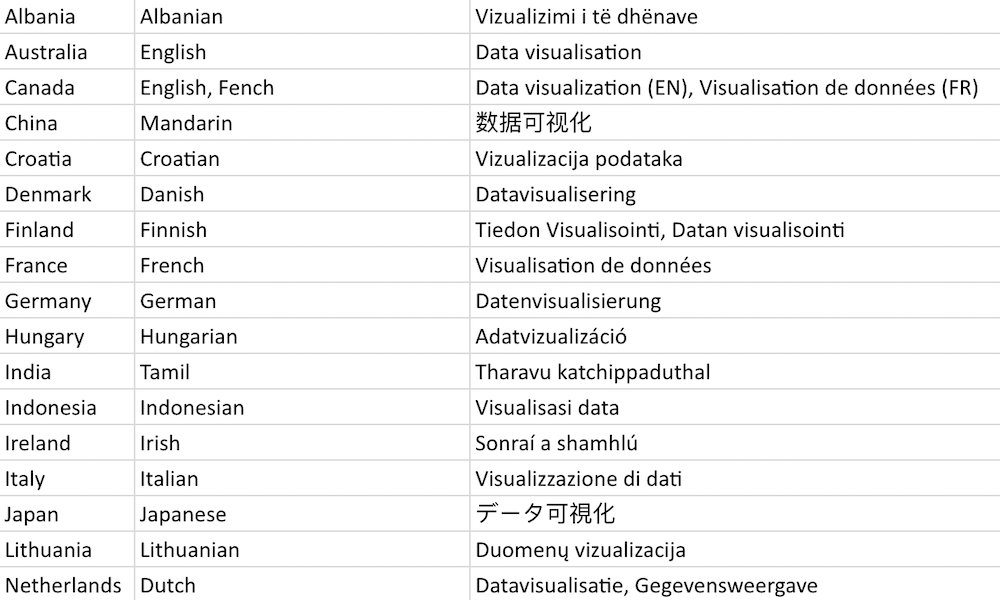 Albania Albanian Vizualizimi i të dhënave
Australia English Data visualisation
Canada English, Fench Data visualization (EN), Visualisation de données (FR)
China Mandarin 数据可视化
Croatia Croatian Vizualizacija podataka
Denmark Danish Datavisualisering
Finland Finnish Tiedon Visualisointi, Datan visualisointi
France French Visualisation de données
Germany German Datenvisualisierung
Hungary Hungarian Adatvizualizáció
India Tamil Tharavu katchippaduthal
Indonesia Indonesian Visualisasi data
Ireland Irish Sonraí a shamhlú
Italy Italian Visualizzazione di dati
Japan Japanese データ可視化
Lithuania Lithuanian Duomenų vizualizacija
Netherlands Dutch Datavisualisatie, Gegevensweergave